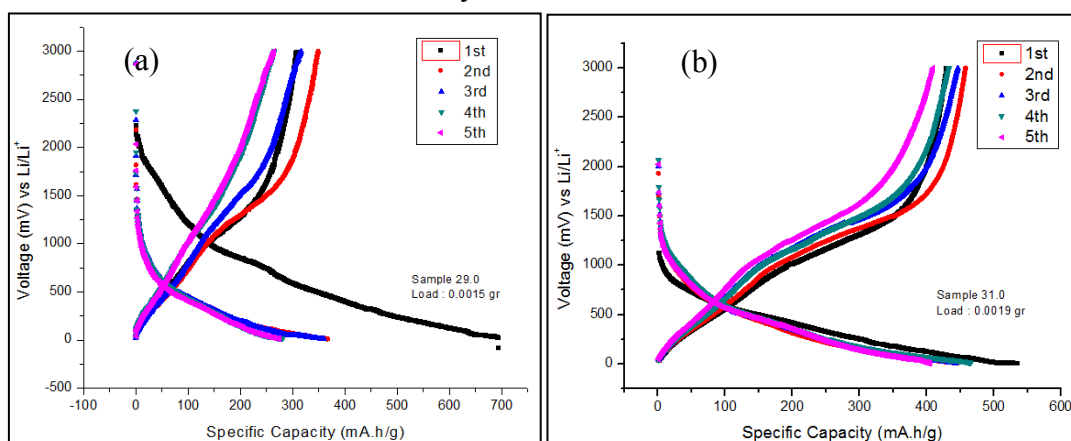 (a)
1st
2nd
3rd
4th
5th
3000
2500
2000
1500
1000
500
0
-500
Voltage (mV) vs Li/Li+
Sample 29.0
Load : 0.0015 gr
-100 0 100 200 300 400 500 600 700 800
Specific Capacity (mA.h/g)
(b)
1st
2nd
3rd
4th
5th
3000
2500
2000
1500
1000
500
0
Voltage (mV) vs Li/Li+
Sample 31.0
Load : 0.0019 gr
0 100 200 300 400 500 600
Specific Capacity (mA.h/g)